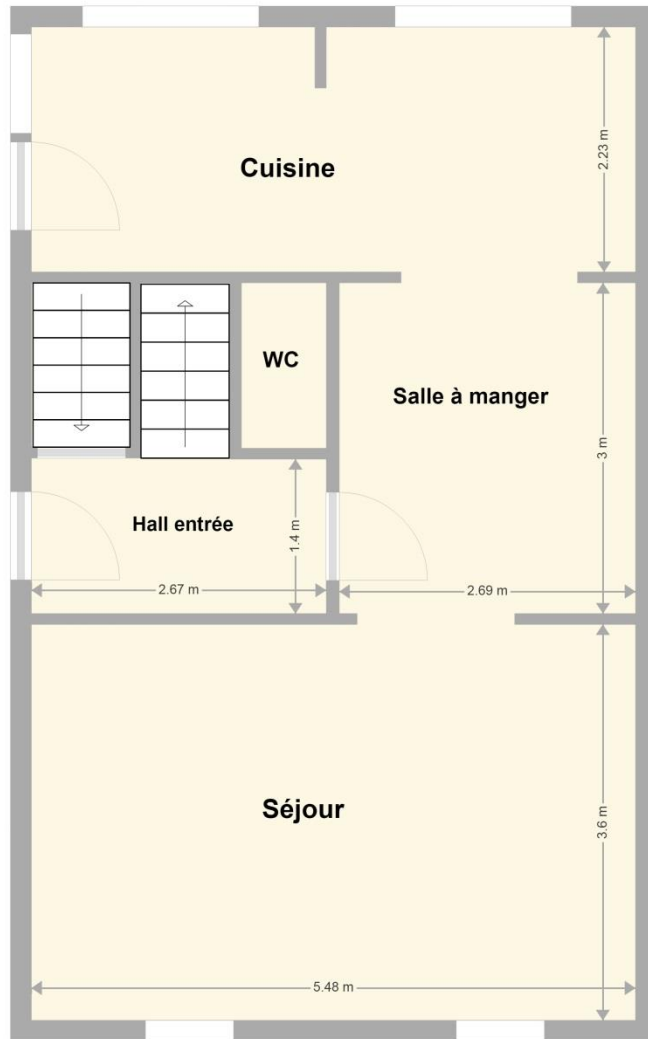 Cuisine
2.23 m
WC
Salle à manger
3 m
Hall entrée
1.4 m
2.67 m
2.69 m
Séjour
3.6 m
5.48 m